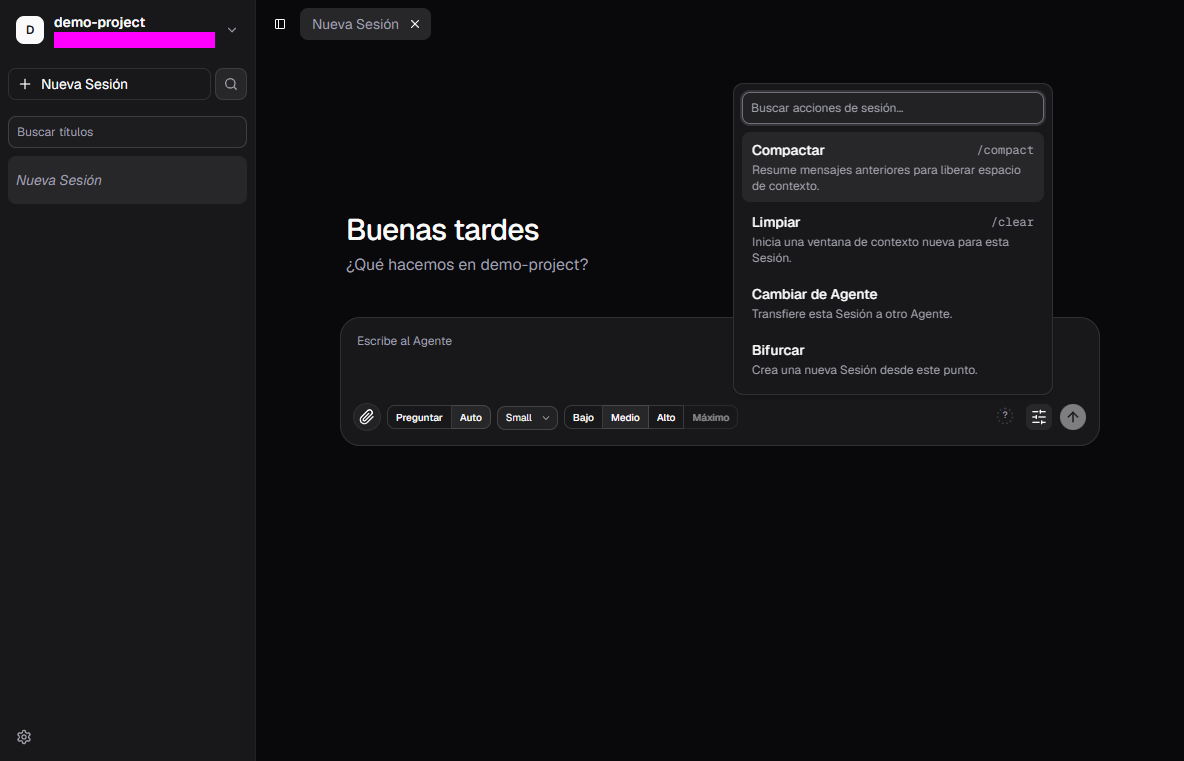 D
demo-project
Nueva Sesión
Buscar títulos
Nueva Sesión
Nueva Sesión
Buenas tardes
¿Qué hacemos en demo-project?
Buscar acciones de sesión...
Compactar /compact
Resume mensajes anteriores para liberar espacio
de contexto.
Limpiar /clear
Inicia una ventana de contexto nueva para esta
Sesión.
Cambiar de Agente
Transfiere esta Sesión a otro Agente.
Bifurcar
Crea una nueva Sesión desde este punto.
Escribe al Agente
Preguntar Auto Small Bajo Medio Alto Máximo ?